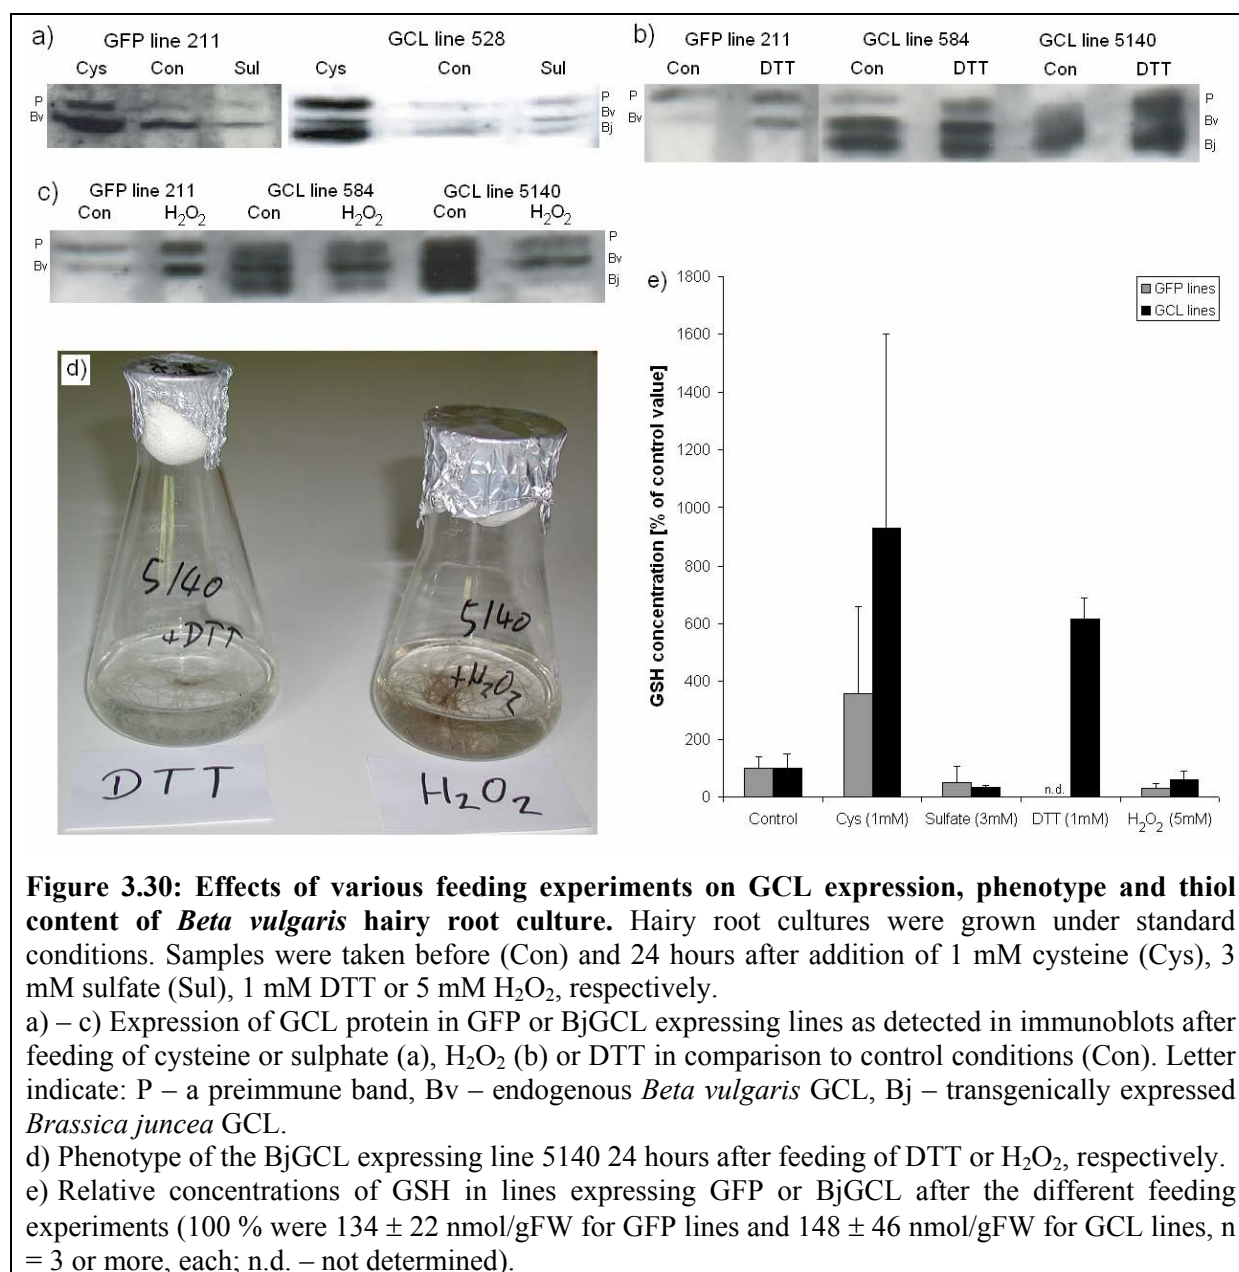 a)
GFP line 211
GCL line 528
Cys Con Sul
Cys Con Sul
P
Bv
P
Bv
Bj
b)
GFP line 211
GCL line 584
GCL line 5140
Con DTT
Con DTT
Con DTT
P
Bv
P
Bv
Bj
c)
GFP line 211
GCL line 584
GCL line 5140
Con H₂O₂
Con H₂O₂
Con H₂O₂
P
Bv
P
Bv
Bj
d)
5/40
+DTT
5140
+H₂O₂
DTT
H₂O₂
e)
GSH concentration [% of control value]
1800
1600
1400
1200
1000
800
600
400
200
0
GFP lines
GCL lines
n.d.
Control
Cys (1mM)
Sulfate (3mM)
DTT (1mM)
H₂O₂ (5mM)
Figure 3.30: Effects of various feeding experiments on GCL expression, phenotype and thiol
content of Beta vulgaris hairy root culture. Hairy root cultures were grown under standard
conditions. Samples were taken before (Con) and 24 hours after addition of 1 mM cysteine (Cys), 3
mM sulfate (Sul), 1 mM DTT or 5 mM H₂O₂, respectively.
a) – c) Expression of GCL protein in GFP or BjGCL expressing lines as detected in immunoblots after
feeding of cysteine or sulphate (a), H₂O₂ (b) or DTT in comparison to control conditions (Con). Letter
indicate: P – a preimmune band, Bv – endogenous Beta vulgaris GCL, Bj – transgenically expressed
Brassica juncea GCL.
d) Phenotype of the BjGCL expressing line 5140 24 hours after feeding of DTT or H₂O₂, respectively.
e) Relative concentrations of GSH in lines expressing GFP or BjGCL after the different feeding
experiments (100 % were 134 ± 22 nmol/gFW for GFP lines and 148 ± 46 nmol/gFW for GCL lines, n
= 3 or more, each; n.d. – not determined).